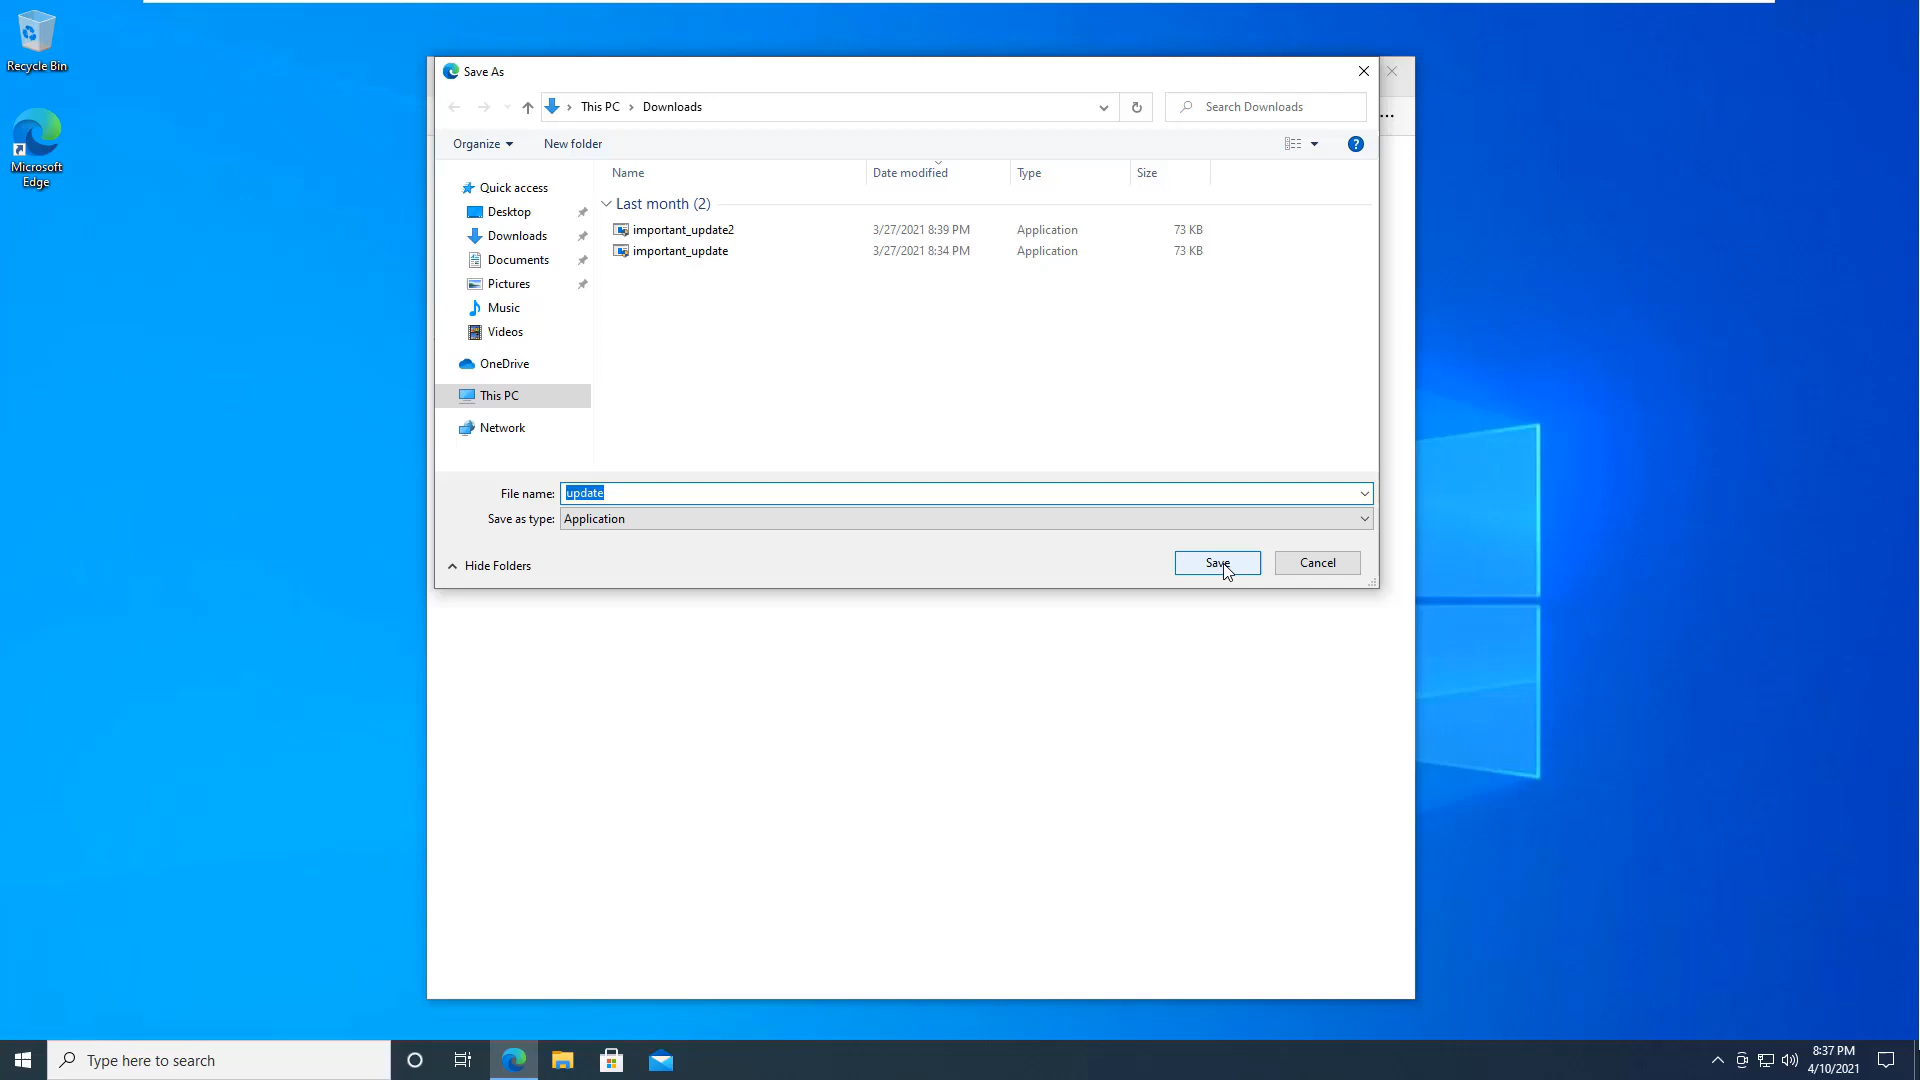 Recycle Bin
Microsoft
Edge
Save As
This PC
Downloads
Search Downloads
Organize
New folder
Name
Date modified
Type
Size
Quick access
Desktop
Downloads
Documents
Pictures
Music
Videos
OneDrive
This PC
Network
Last month (2)
important_update2 3/27/2021 8:39 PM Application 73 KB
important_update 3/27/2021 8:34 PM Application 73 KB
File name: update
Save as type: Application
Hide Folders
Save
Cancel
Type here to search
8:37 PM
4/10/2021